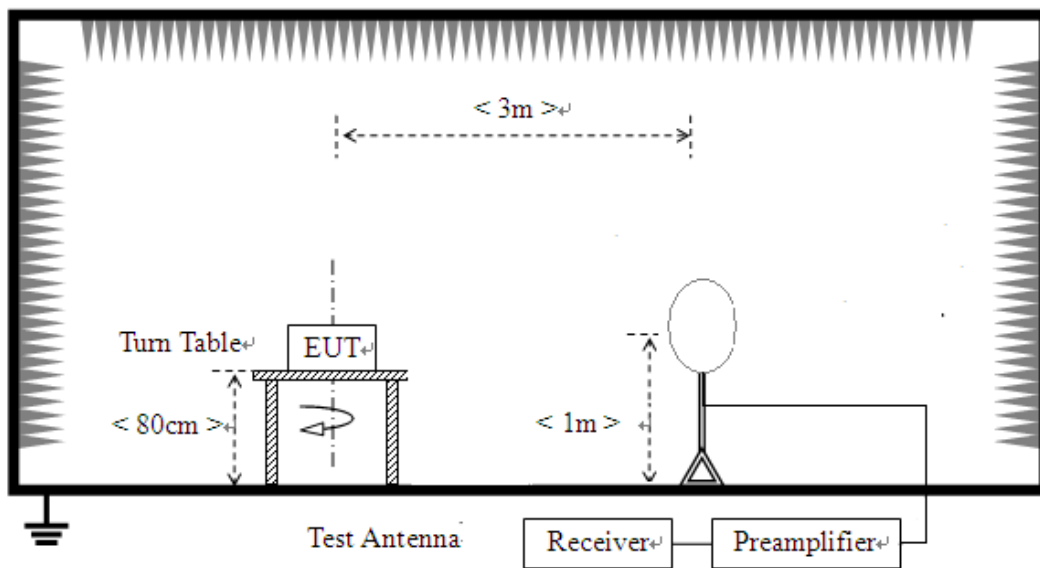 < 3m >↵
Turn Table↵
EUT↵
< 80cm >↵
< 1m >↵
Test Antenna
Receiver↵
Preamplifier↵